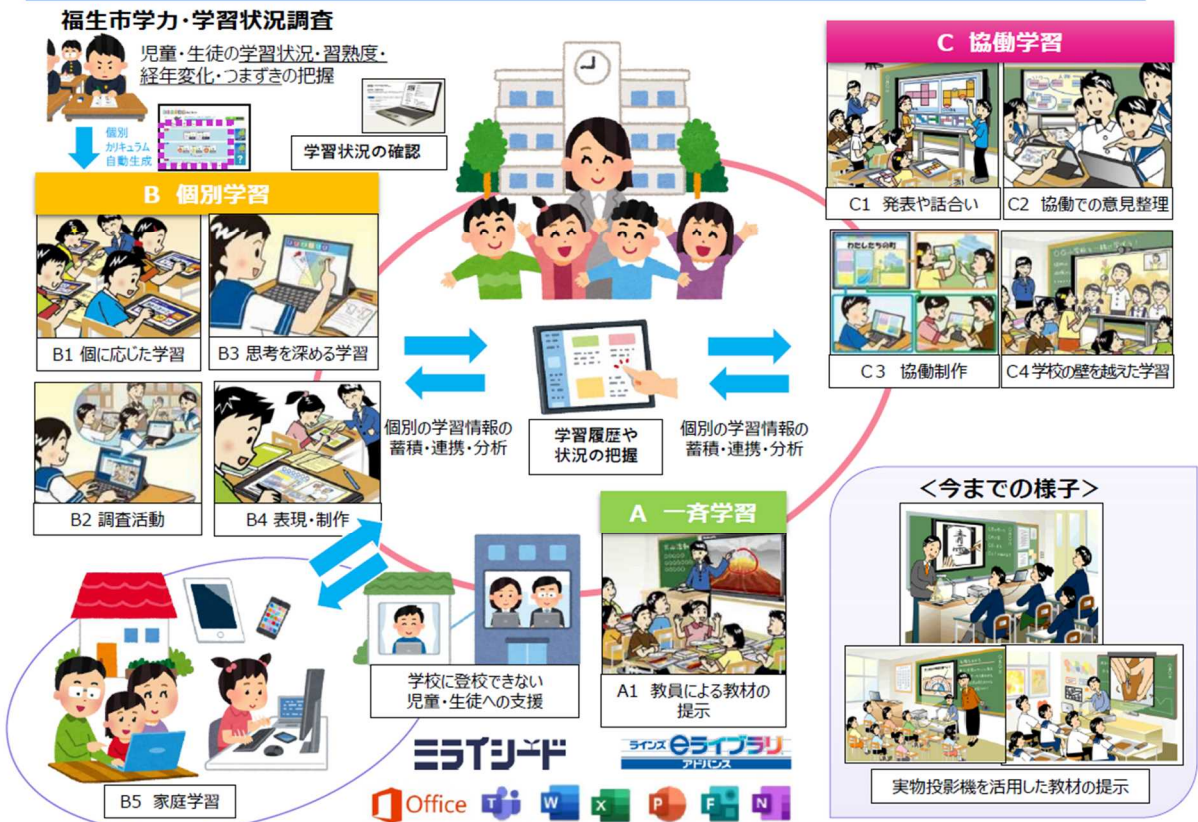 福生市学力・学習状況調査
児童・生徒の学習状況・習熟度・
経年変化・つまずきの把握
個別
カリキュラム
自動生成
学習状況の確認
B 個別学習
B1 個に応じた学習
B3 思考を深める学習
B2 調査活動
B4 表現・制作
個別の学習情報の
蓄積・連携・分析
学習履歴や
状況の把握
個別の学習情報の
蓄積・連携・分析
C 協働学習
C1 発表や話合い
C2 協働での意見整理
わたしたちの町
C3 協働制作
C4 学校の壁を越えた学習
A 一斉学習
A1 教員による教材の
提示
学校に登校できない
児童・生徒への支援
B5 家庭学習
ミライシード
ラインズ eライブラリ
アドバンス
Office
T
W
X
P
F
N
＜今までの様子＞
実物投影機を活用した教材の提示